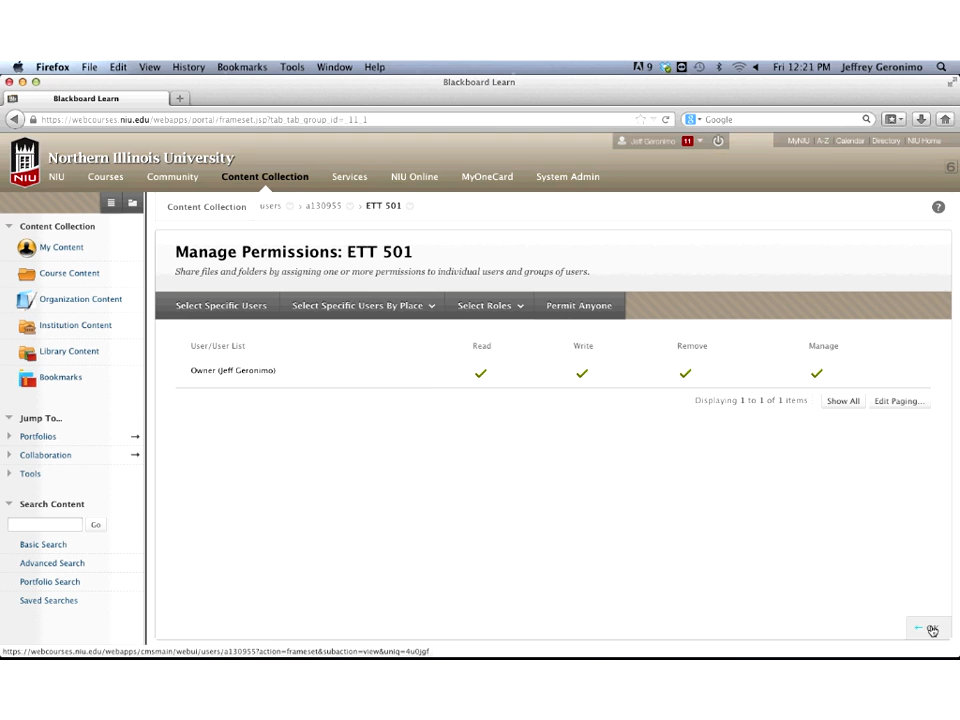 Firefox File Edit View History Bookmarks Tools Window Help 9 Fri 12:21 PM Jeffrey Geronimo
Blackboard Learn
Blackboard Learn +
https://webcourses.niu.edu/webapps/portal/frameset.jsp?tab_tab_group_id=_11_1 Google
Jeff Geronimo 11 MyNIU A-Z Calendar Directory NIU Home
NIU Northern Illinois University
NIU Courses Community Content Collection Services NIU Online MyOneCard System Admin
Content Collection users > a130955 > ETT 501 ?
Content Collection
My Content
Course Content
Organization Content
Institution Content
Library Content
Bookmarks
Jump To...
Portfolios
Collaboration
Tools
Search Content
Go
Basic Search
Advanced Search
Portfolio Search
Saved Searches
Manage Permissions: ETT 501
Share files and folders by assigning one or more permissions to individual users and groups of users.
Select Specific Users Select Specific Users By Place Select Roles Permit Anyone
User/User List Read Write Remove Manage
Owner (Jeff Geronimo)
Displaying 1 to 1 of 1 items Show All Edit Paging...
OK
https://webcourses.niu.edu/webapps/cmsmain/webui/users/a130955?action=frameset&subaction=view&uniq=4u0jgf